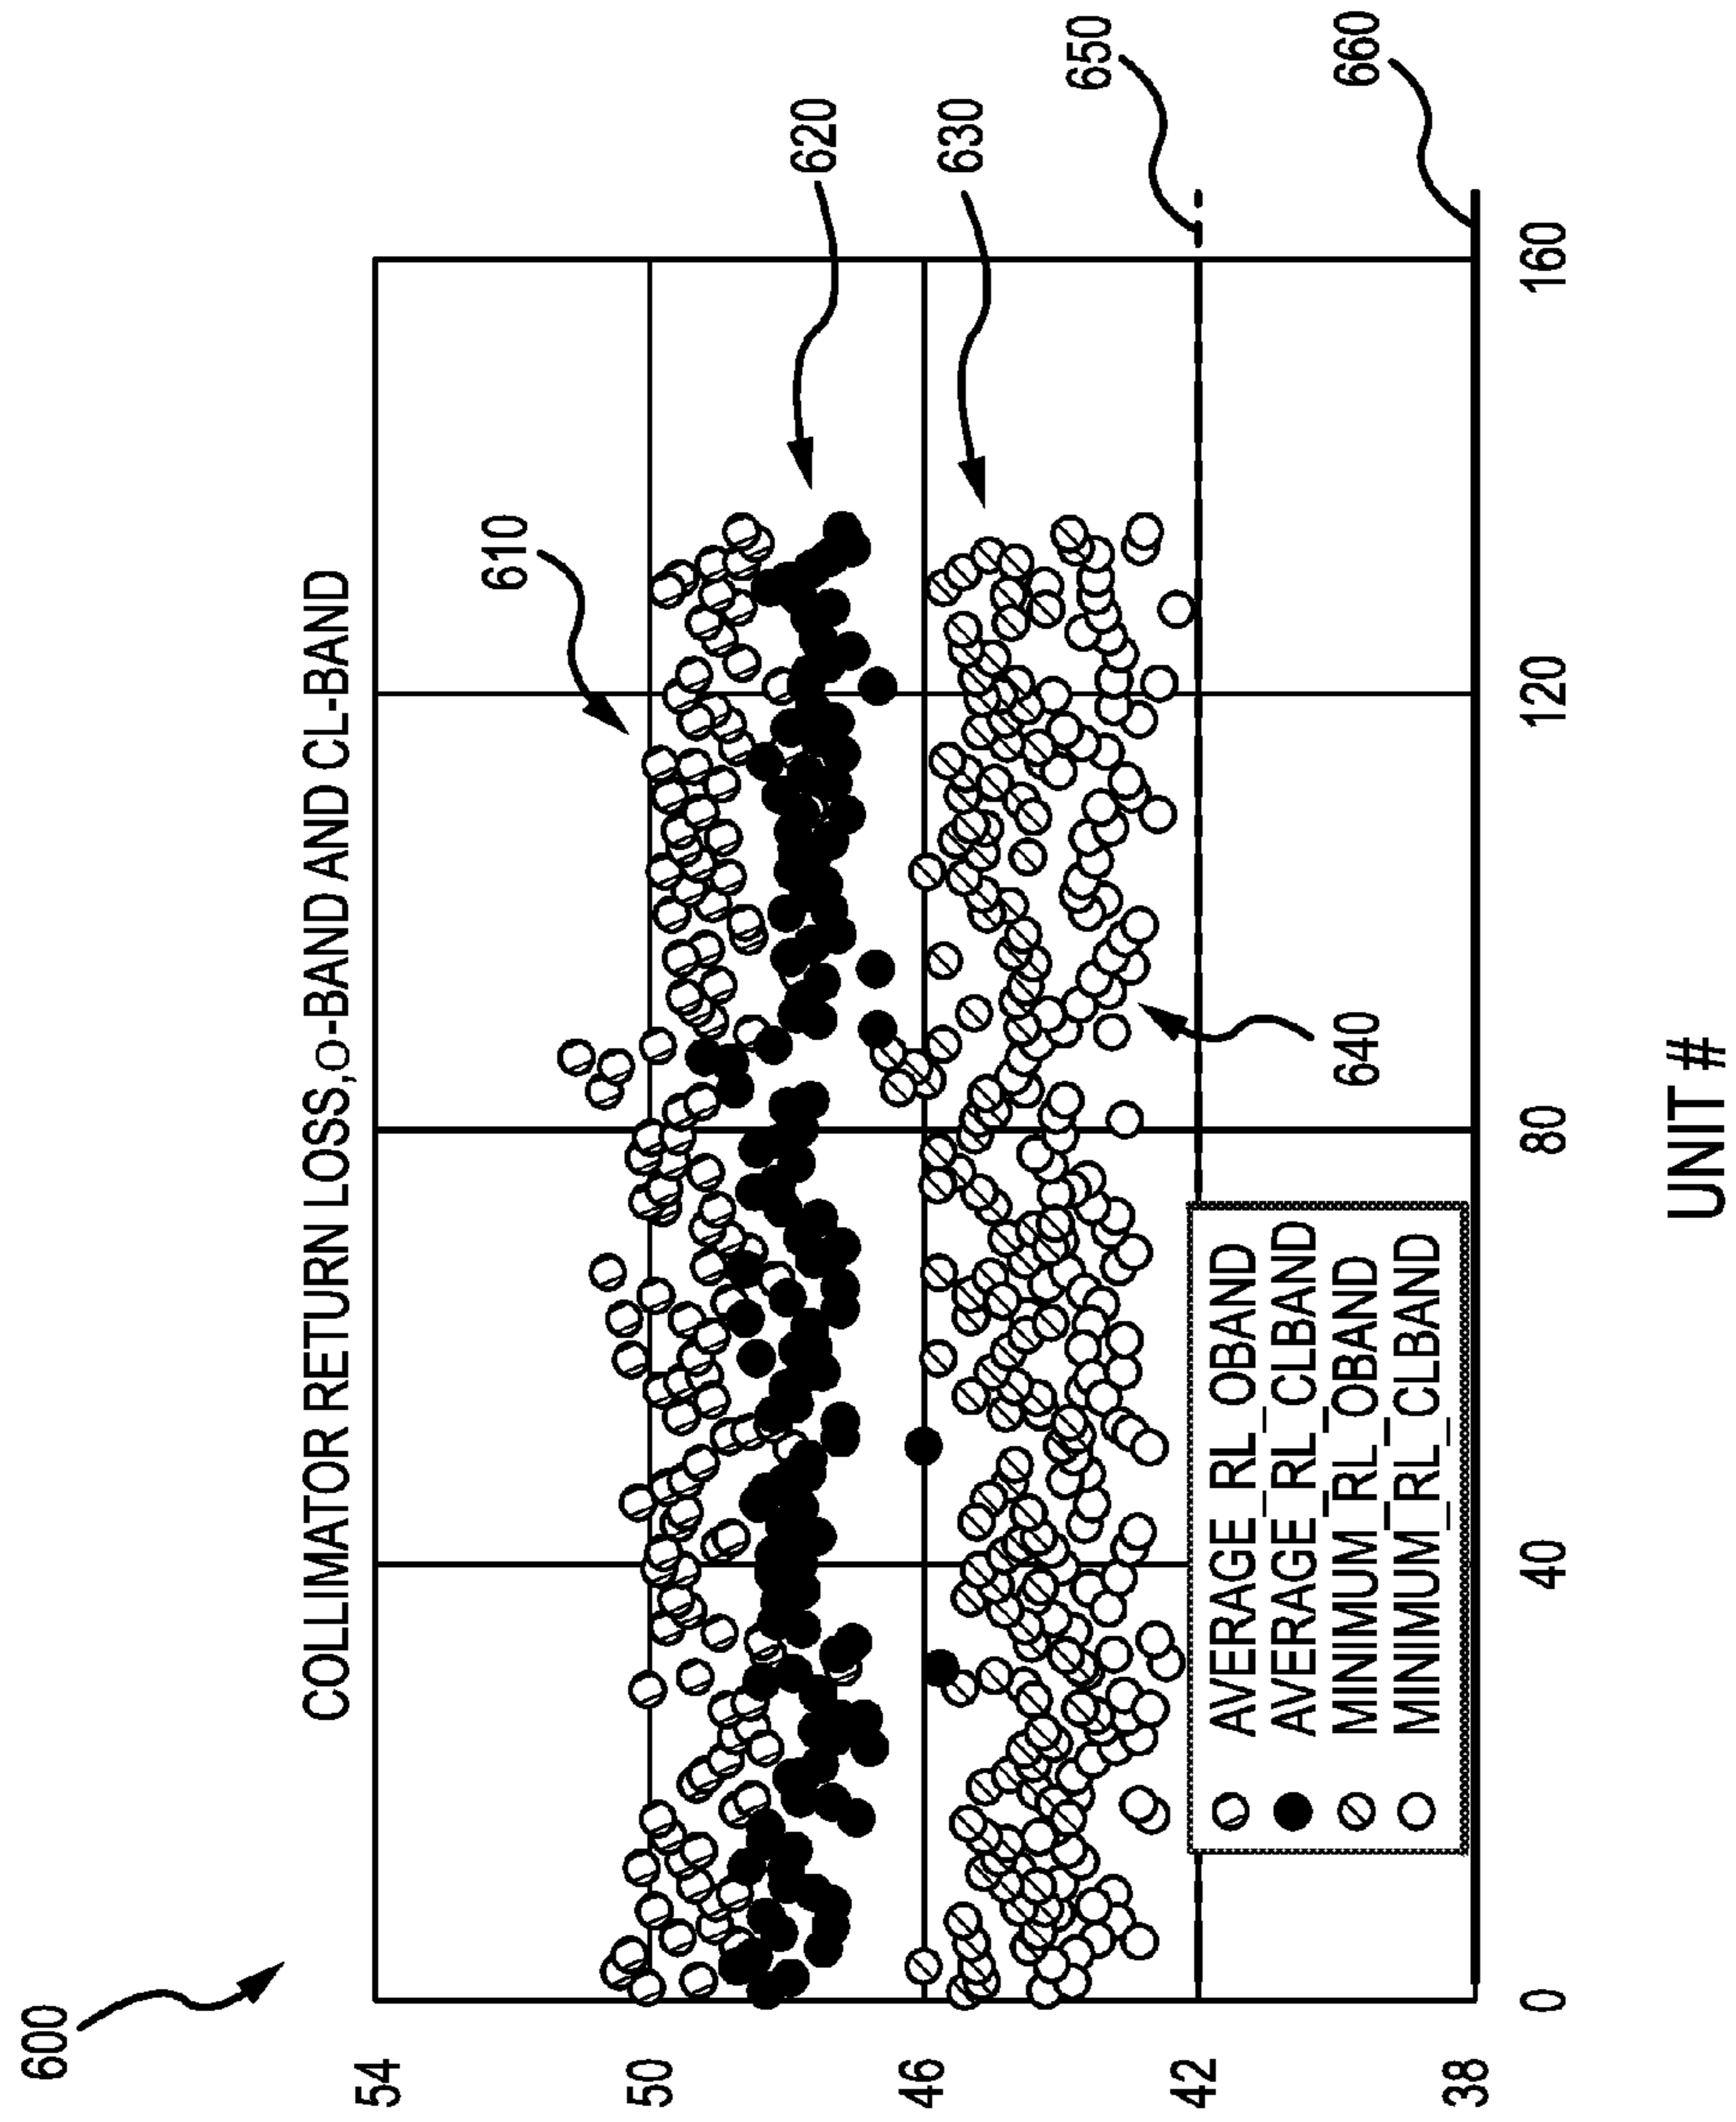 600
COLLIMATOR RETURN LOSS,O-BAND AND CL-BAND
610
620
630
640
650
660
54
50
46
42
38
AVERAGE_RL_OBAND
AVERAGE_RL_CLBAND
MINIMUM_RL_OBAND
MINIMUM_RL_CLBAND
0
40
80
120
160
UNIT #